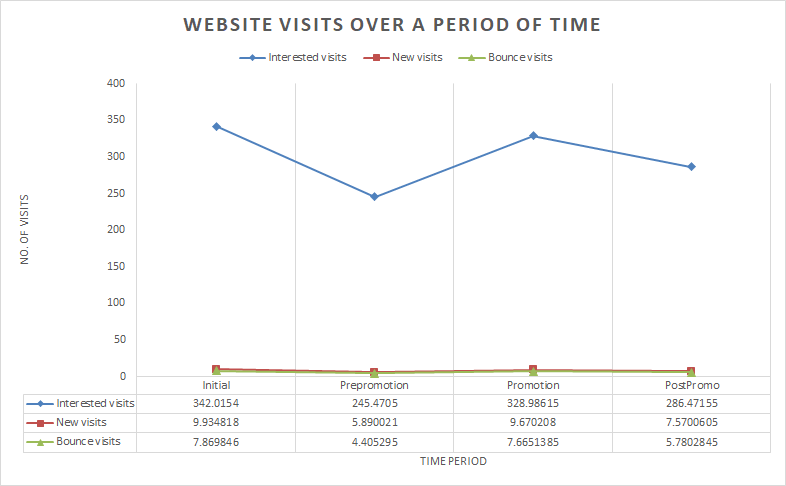 WEBSITE VISITS OVER A PERIOD OF TIME
Interested visits New visits Bounce visits
400
350
300
250
200
150
100
50
0
NO. OF VISITS
Initial Prepromotion Promotion PostPromo
Interested visits 342.0154 245.4705 328.98615 286.47155
New visits 9.934818 5.890021 9.670208 7.5700605
Bounce visits 7.869846 4.405295 7.6651385 5.7802845
TIME PERIOD